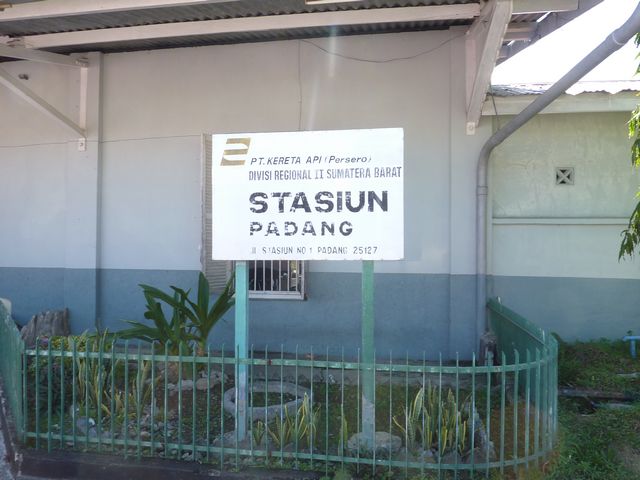 PT. KERETA API (Persero)
DIVISI REGIONAL II SUMATERA BARAT
STASIUN
PADANG
Jl. STASIUN NO 1 PADANG 25127